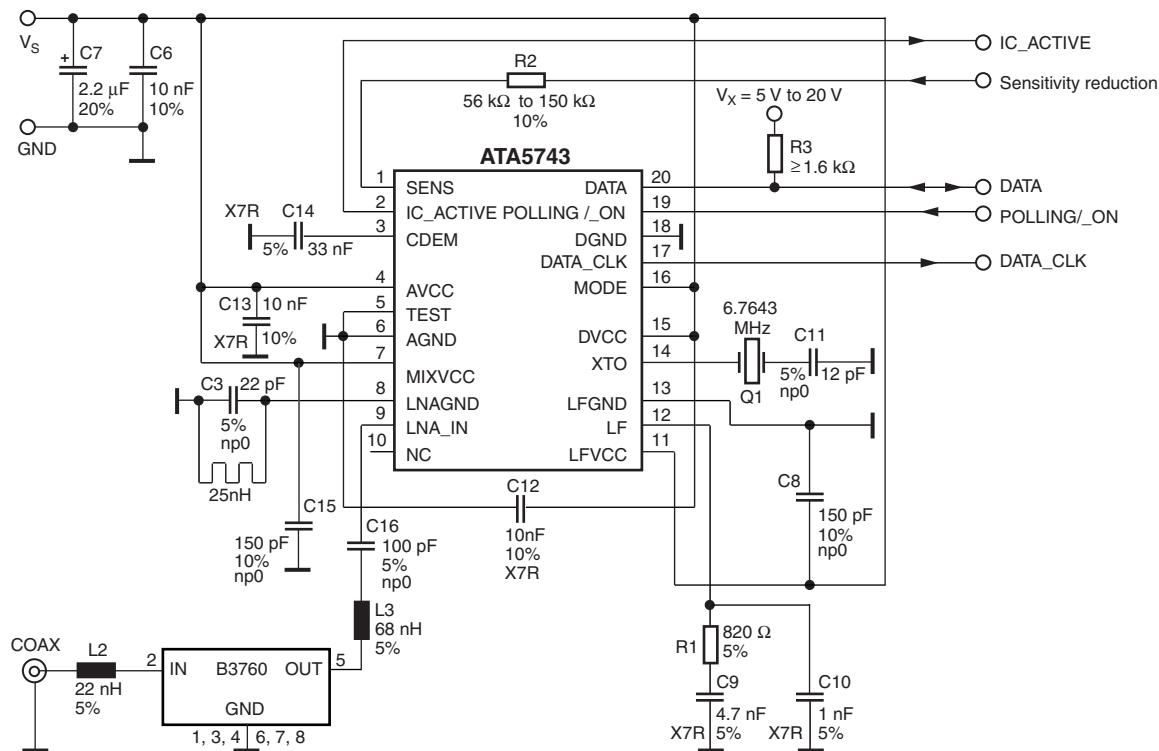 VS
C7
+
2.2 μF
20%
C6
10 nF
10%
GND
IC_ACTIVE
R2
56 kΩ to 150 kΩ
10%
Sensitivity reduction
VX = 5 V to 20 V
R3
≥ 1.6 kΩ
ATA5743
1 SENS
2 IC_ACTIVE
3 CDEM
4 AVCC
5 TEST
6 AGND
7 MIXVCC
8 LNAGND
9 LNA_IN
10 NC
DATA 20
POLLING /_ON 19
DGND 18
DATA_CLK 17
MODE 16
DVCC 15
XTO 14
LFGND 13
LF 12
LFVCC 11
DATA
POLLING/_ON
DATA_CLK
X7R
C14
5% 33 nF
C13 10 nF
X7R 10%
C3 22 pF
5%
np0
25nH
C15
150 pF
10%
np0
C16
100 pF
5%
np0
C12
10nF
10%
X7R
6.7643
MHz
Q1
C11
5% 12 pF
np0
C8
150 pF
10%
np0
L3
68 nH
5%
COAX
L2
22 nH
5%
2 IN B3760 OUT 5
GND
1, 3, 4 6, 7, 8
R1 820 Ω
5%
C9
4.7 nF
X7R 5%
C10
1 nF
X7R 5%